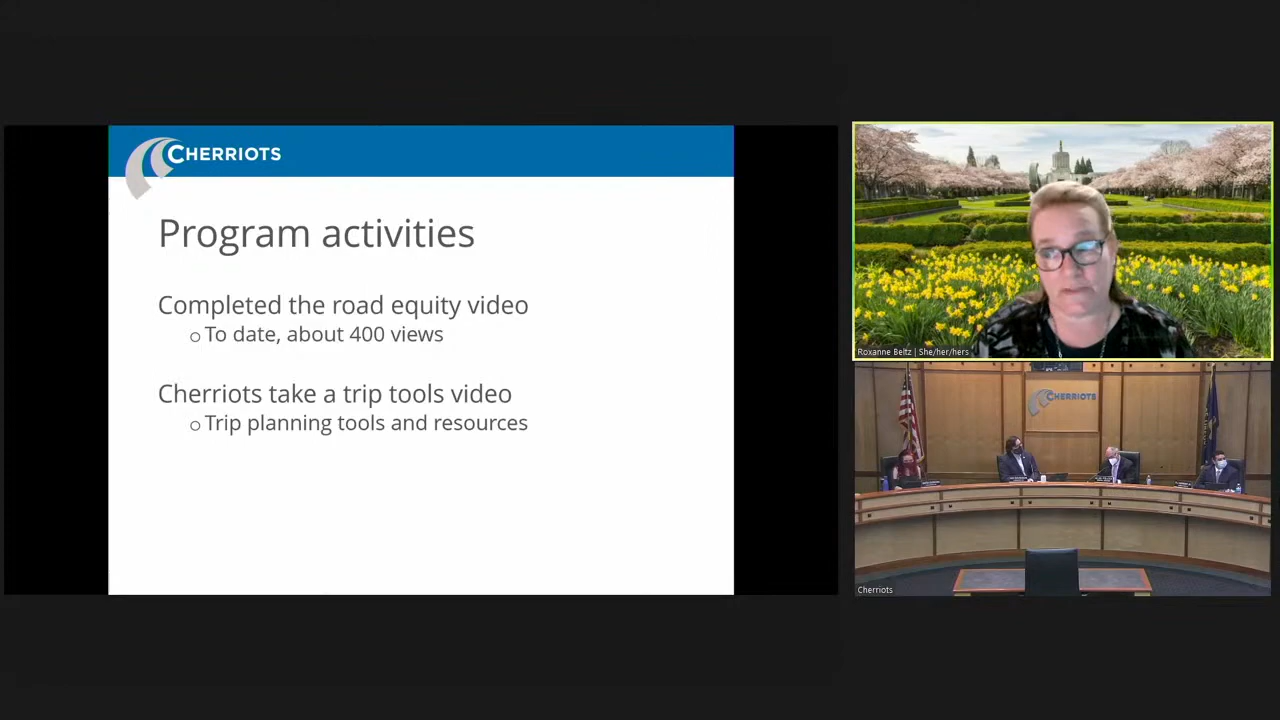 CHERRIOTS
Program activities
Completed the road equity video
o To date, about 400 views
Cherriots take a trip tools video
o Trip planning tools and resources
Roxanne Beltz | She/her/hers
CHERRIOTS
Cherriots